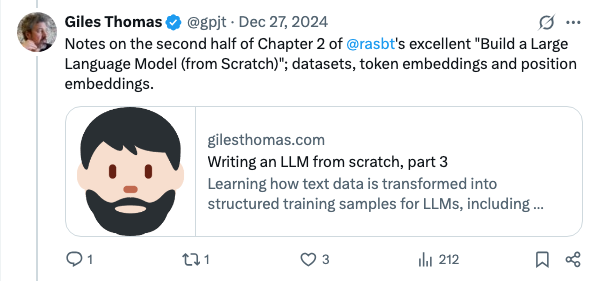 Giles Thomas @gpjt · Dec 27, 2024
Notes on the second half of Chapter 2 of @rasbt's excellent "Build a Large
Language Model (from Scratch)"; datasets, token embeddings and position
embeddings.
gilesthomas.com
Writing an LLM from scratch, part 3
Learning how text data is transformed into
structured training samples for LLMs, including ...
1 1 3 212